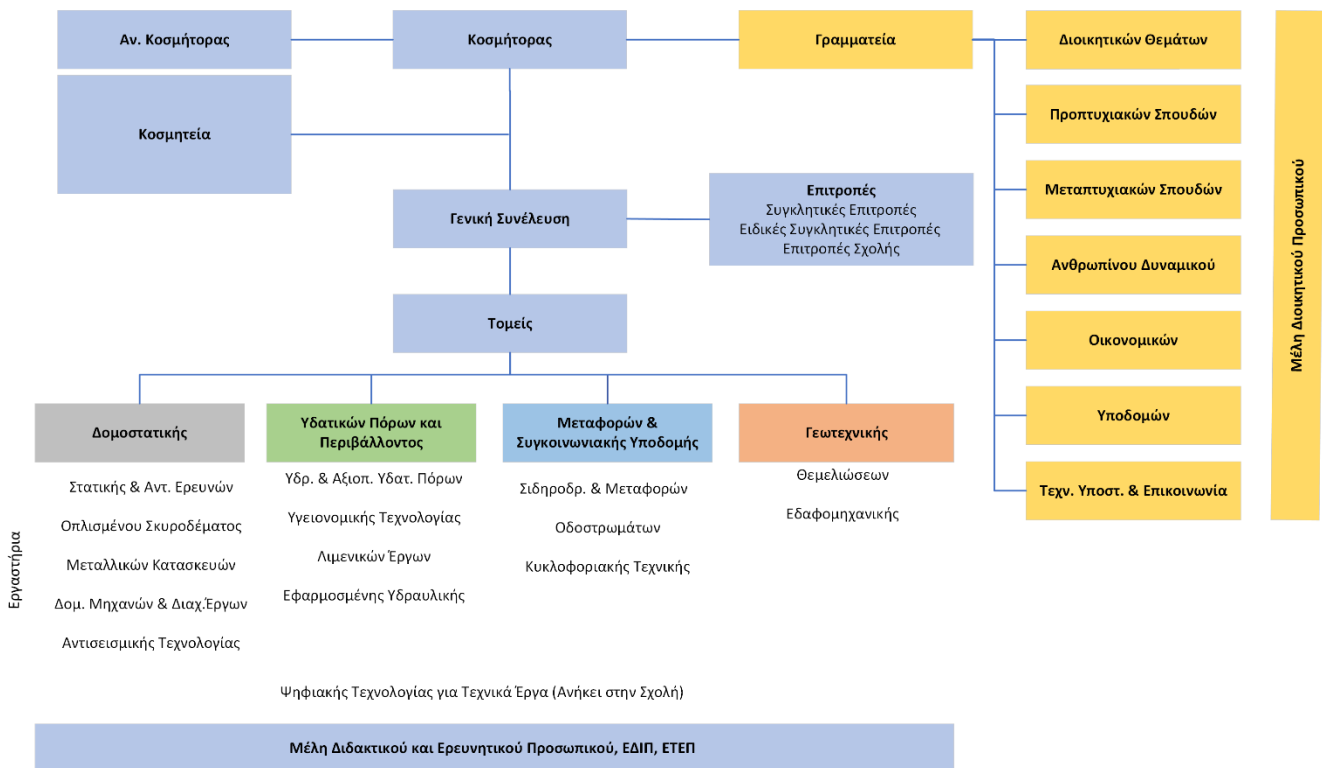 Αν. Κοσμήτορας
Κοσμήτορας
Γραμματεία
Διοικητικών Θεμάτων
Κοσμητεία
Προπτυχιακών Σπουδών
Μεταπτυχιακών Σπουδών
Γενική Συνέλευση
Επιτροπές
Συγκλητικές Επιτροπές
Ειδικές Συγκλητικές Επιτροπές
Επιτροπές Σχολής
Ανθρωπίνου Δυναμικού
Τομείς
Οικονομικών
Υποδομών
Τεχν. Υποστ. & Επικοινωνία
Μέλη Διοικητικού Προσωπικού
Δομοστατικής
Υδατικών Πόρων και
Περιβάλλοντος
Μεταφορών &
Συγκοινωνιακής Υποδομής
Γεωτεχνικής
Εργαστήρια
Στατικής & Αντ. Ερευνών
Οπλισμένου Σκυροδέματος
Μεταλλικών Κατασκευών
Δομ. Μηχανών & Διαχ.Έργων
Αντισεισμικής Τεχνολογίας
Υδρ. & Αξιοπ. Υδατ. Πόρων
Υγειονομικής Τεχνολογίας
Λιμενικών Έργων
Εφαρμοσμένης Υδραυλικής
Σιδηροδρ. & Μεταφορών
Οδοστρωμάτων
Κυκλοφοριακής Τεχνικής
Θεμελιώσεων
Εδαφομηχανικής
Ψηφιακής Τεχνολογίας για Τεχνικά Έργα (Ανήκει στην Σχολή)
Μέλη Διδακτικού και Ερευνητικού Προσωπικού, ΕΔΙΠ, ΕΤΕΠ